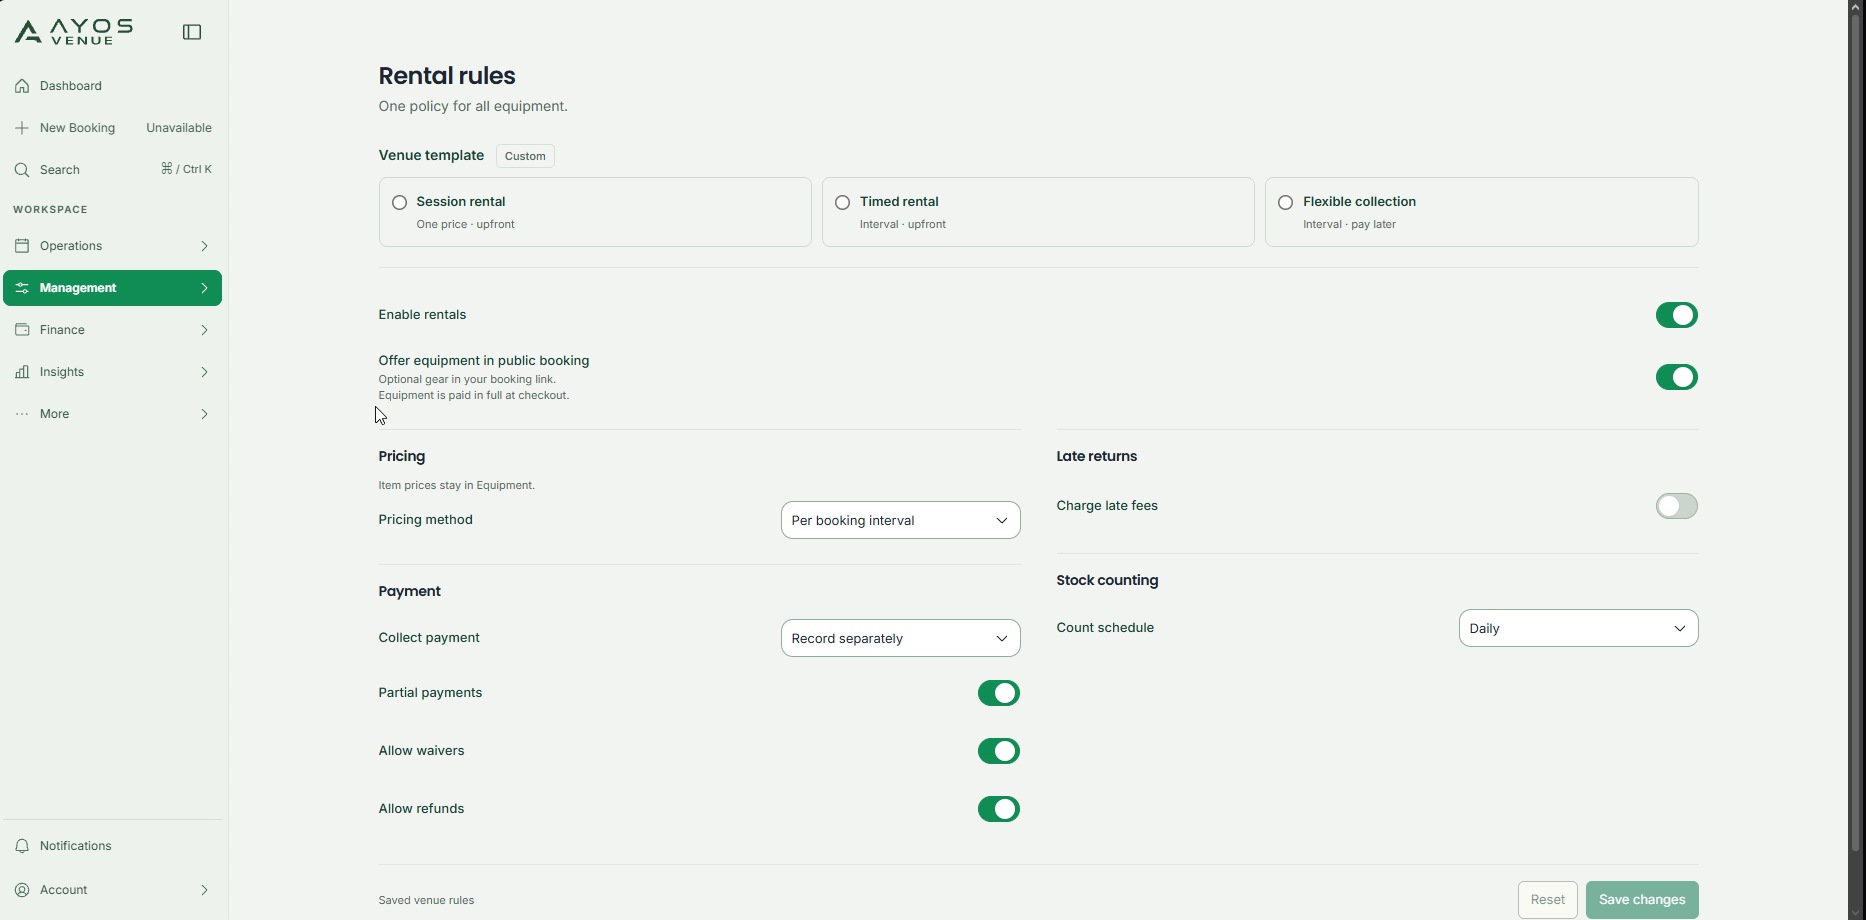 AYOS
VENUE
Dashboard
New Booking Unavailable
Search ⌘ / Ctrl K
WORKSPACE
Operations
Management
Finance
Insights
More
Notifications
Account
Rental rules
One policy for all equipment.
Venue template Custom
Session rental
One price · upfront
Timed rental
Interval · upfront
Flexible collection
Interval · pay later
Enable rentals
Offer equipment in public booking
Optional gear in your booking link.
Equipment is paid in full at checkout.
Pricing
Item prices stay in Equipment.
Pricing method Per booking interval
Payment
Collect payment Record separately
Partial payments
Allow waivers
Allow refunds
Late returns
Charge late fees
Stock counting
Count schedule Daily
Saved venue rules
Reset Save changes